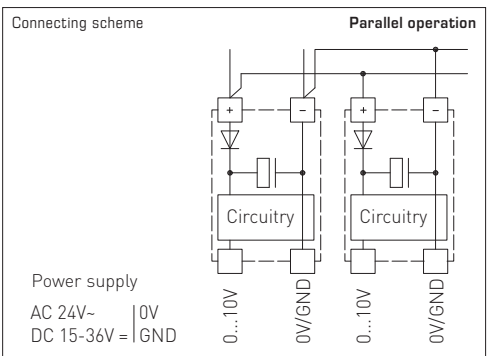 Connecting scheme
Parallel operation
+
−
+
−
Circuitry
Circuitry
Power supply
AC 24V~ |0V
DC 15-36V = |GND
0...10V
0V/GND
0...10V
0V/GND